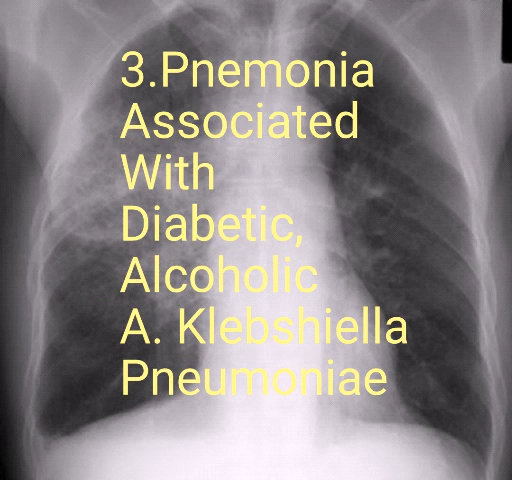 3.Pnemonia
Associated
With
Diabetic,
Alcoholic
A. Klebshiella
Pneumoniae